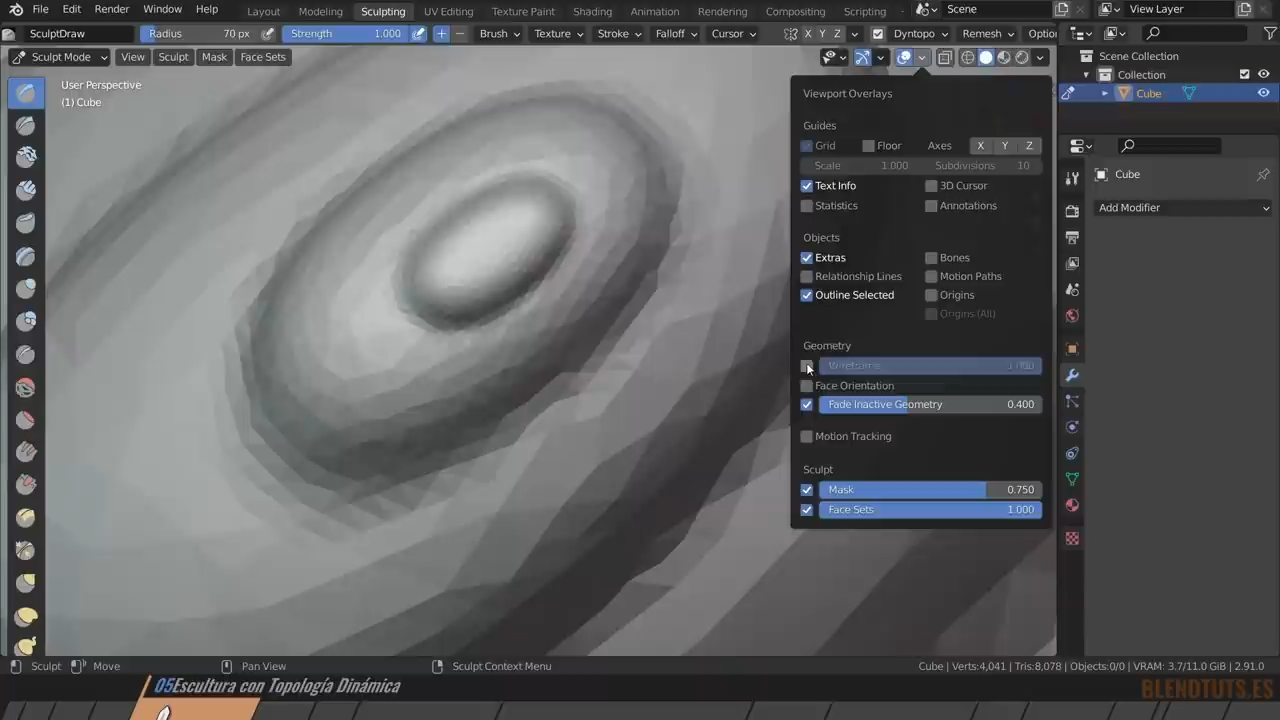 File Edit Render Window Help Layout Modeling Sculpting UV Editing Texture Paint Shading Animation Rendering Compositing Scripting Scene View Layer
SculptDraw Radius 70 px Strength 1.000 Brush Texture Stroke Falloff Cursor X Y Z Dyntopo Remesh Optior
Sculpt Mode View Sculpt Mask Face Sets
Scene Collection
Collection
Cube
User Perspective
(1) Cube
Viewport Overlays
Guides
Grid Floor Axes X Y Z
Scale 1.000 Subdivisions 10
Text Info 3D Cursor
Statistics Annotations
Objects
Extras Bones
Relationship Lines Motion Paths
Outline Selected Origins
Origins (All)
Geometry
Wireframe 1.000
Face Orientation
Fade Inactive Geometry 0.400
Motion Tracking
Sculpt
Mask 0.750
Face Sets 1.000
Cube
Add Modifier
Sculpt Move Pan View Sculpt Context Menu Cube | Verts:4,041 | Tris:8,078 | Objects:0/0 | VRAM: 3.7/11.0 GiB | 2.91.0
05Escultura con Topología Dinámica
BLENDTUTS.ES